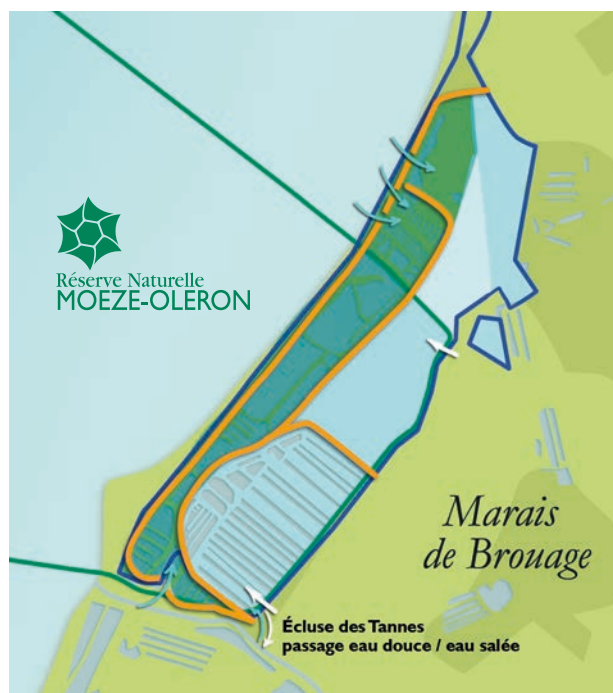 Réserve Naturelle
MOEZE-OLERON
Marais
de Brouage
Écluse des Tannes
passage eau douce / eau salée